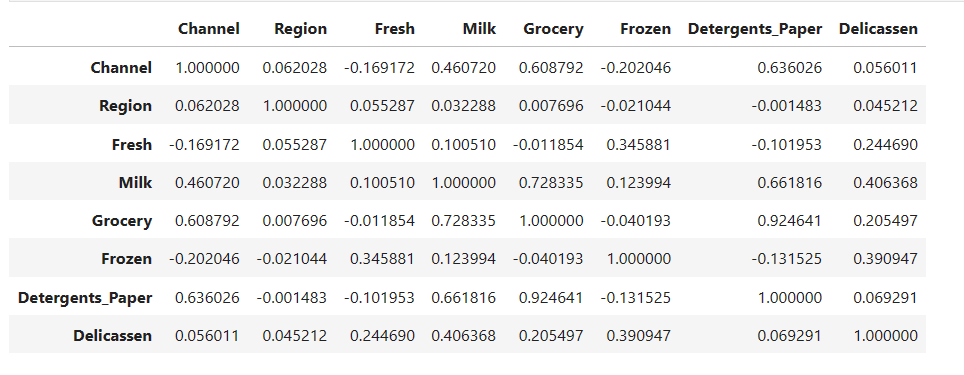 Channel Region Fresh Milk Grocery Frozen Detergents_Paper Delicassen
Channel 1.000000 0.062028 -0.169172 0.460720 0.608792 -0.202046 0.636026 0.056011
Region 0.062028 1.000000 0.055287 0.032288 0.007696 -0.021044 -0.001483 0.045212
Fresh -0.169172 0.055287 1.000000 0.100510 -0.011854 0.345881 -0.101953 0.244690
Milk 0.460720 0.032288 0.100510 1.000000 0.728335 0.123994 0.661816 0.406368
Grocery 0.608792 0.007696 -0.011854 0.728335 1.000000 -0.040193 0.924641 0.205497
Frozen -0.202046 -0.021044 0.345881 0.123994 -0.040193 1.000000 -0.131525 0.390947
Detergents_Paper 0.636026 -0.001483 -0.101953 0.661816 0.924641 -0.131525 1.000000 0.069291
Delicassen 0.056011 0.045212 0.244690 0.406368 0.205497 0.390947 0.069291 1.000000